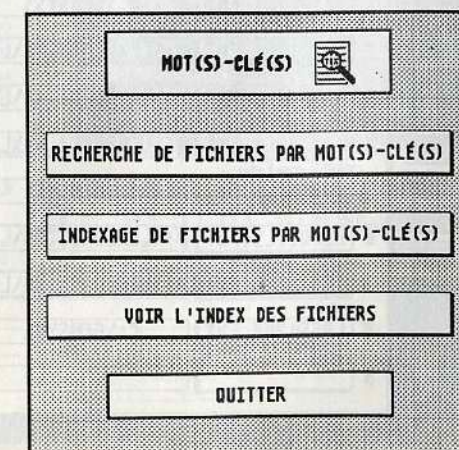 MOT(S)-CLÉ(S)
RECHERCHE DE FICHIERS PAR MOT(S)-CLÉ(S)
INDEXAGE DE FICHIERS PAR MOT(S)-CLÉ(S)
VOIR L'INDEX DES FICHIERS
QUITTER